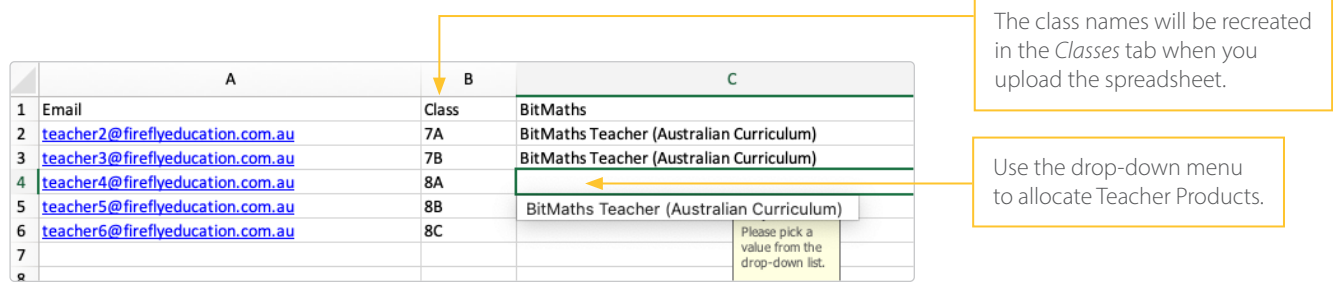 The class names will be recreated
in the Classes tab when you
upload the spreadsheet.
A B C
1 Email Class BitMaths
2 teacher2@fireflyeducation.com.au 7A BitMaths Teacher (Australian Curriculum)
3 teacher3@fireflyeducation.com.au 7B BitMaths Teacher (Australian Curriculum)
4 teacher4@fireflyeducation.com.au 8A
5 teacher5@fireflyeducation.com.au 8B
BitMaths Teacher (Australian Curriculum)
6 teacher6@fireflyeducation.com.au 8C
Please pick a
value from the
drop-down list.
7
8
Use the drop-down menu
to allocate Teacher Products.